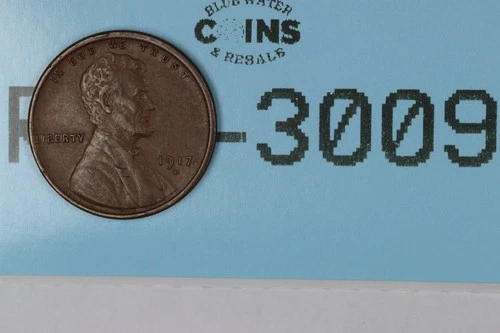 BLUE WATER
COINS
& RESALE
IN GOD WE TRUST
LIBERTY
1917
-3009